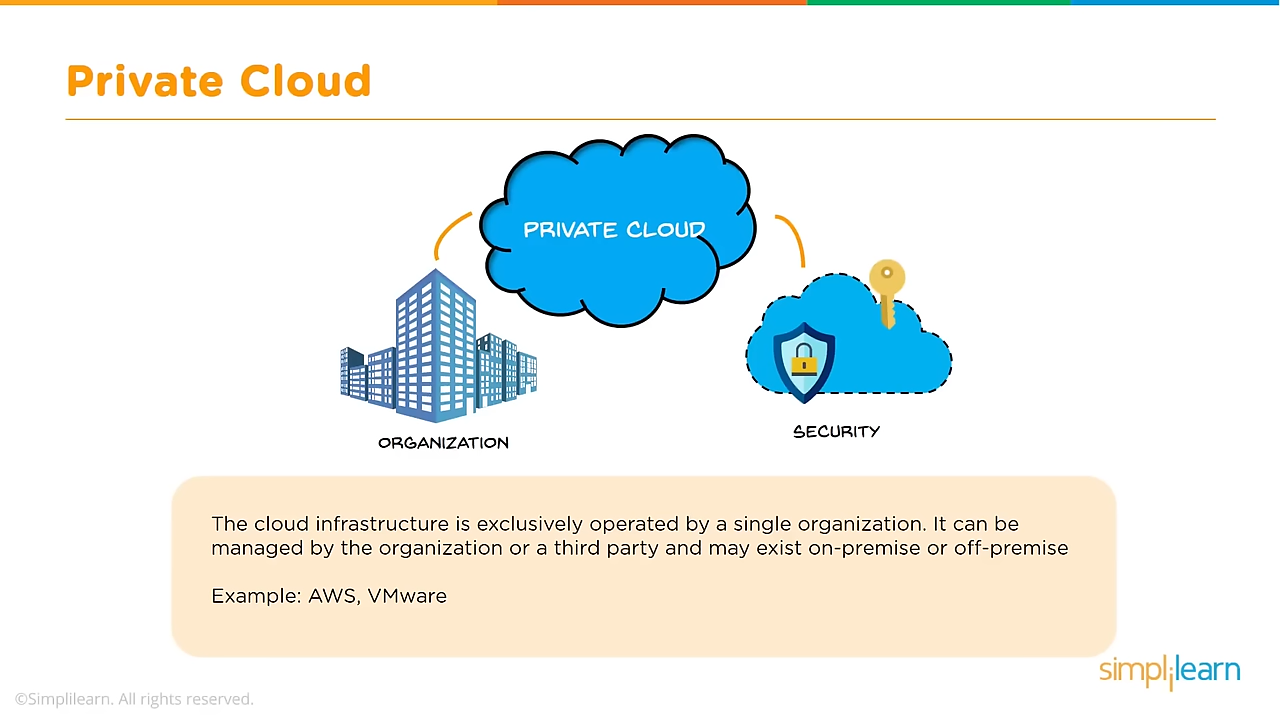 Private Cloud
PRIVATE CLOUD
ORGANIZATION
SECURITY
The cloud infrastructure is exclusively operated by a single organization. It can be
managed by the organization or a third party and may exist on-premise or off-premise
Example: AWS, VMware
simplilearn
©Simplilearn. All rights reserved.